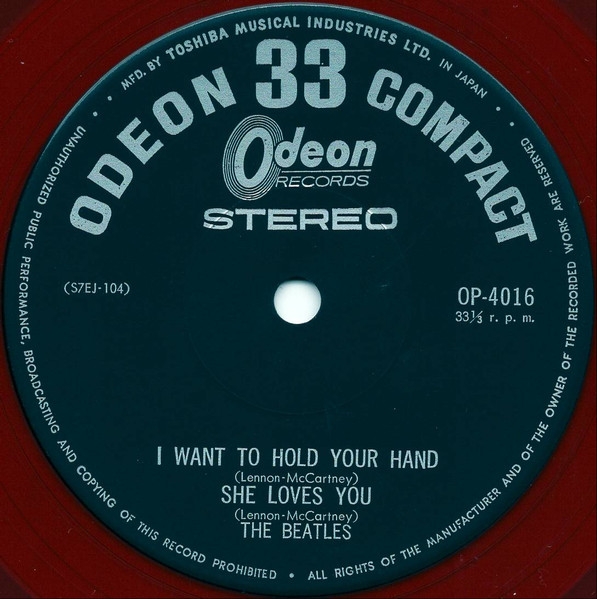 MFD. BY TOSHIBA MUSICAL INDUSTRIES LTD. IN JAPAN
ODEON 33 COMPACT
Odeon
RECORDS
STEREO
(S7EJ-104)
OP-4016
33⅓ r. p. m.
I WANT TO HOLD YOUR HAND
(Lennon-McCartney)
SHE LOVES YOU
(Lennon-McCartney)
THE BEATLES
UNAUTHORIZED PUBLIC PERFORMANCE, BROADCASTING AND COPYING OF THIS RECORD PROHIBITED • ALL RIGHTS OF THE MANUFACTURER AND OF THE OWNER OF THE RECORDED WORK ARE RESERVED